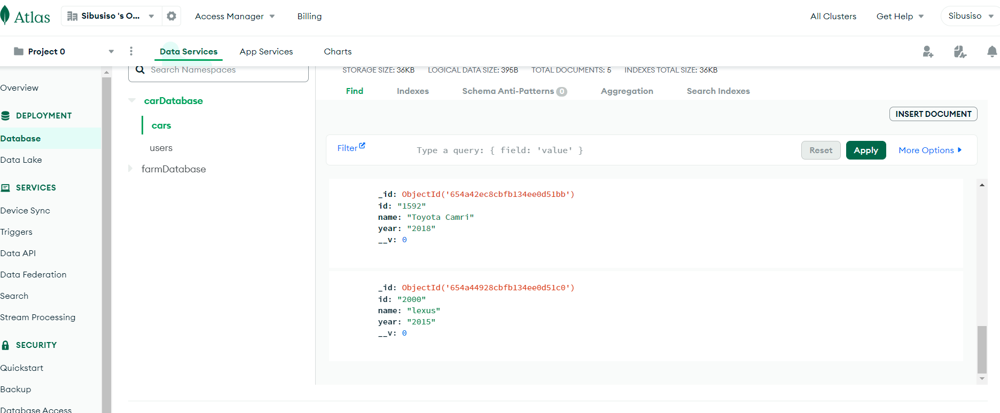 Atlas
Sibusiso 's O...
Access Manager
Billing
All Clusters
Get Help
Sibusiso
Project 0
Data Services
App Services
Charts
Overview
DEPLOYMENT
Database
Data Lake
SERVICES
Device Sync
Triggers
Data API
Data Federation
Search
Stream Processing
SECURITY
Quickstart
Backup
Database Access
Search Namespaces
carDatabase
cars
users
farmDatabase
STORAGE SIZE: 36KB LOGICAL DATA SIZE: 395B TOTAL DOCUMENTS: 5 INDEXES TOTAL SIZE: 36KB
Find Indexes Schema Anti-Patterns 0 Aggregation Search Indexes
INSERT DOCUMENT
Filter Type a query: { field: 'value' } Reset Apply More Options
_id: ObjectId('654a42ec8cbfb134ee0d51bb')
id: "1592"
name: "Toyota Camri"
year: "2018"
__v: 0
_id: ObjectId('654a44928cbfb134ee0d51c0')
id: "2000"
name: "lexus"
year: "2015"
__v: 0